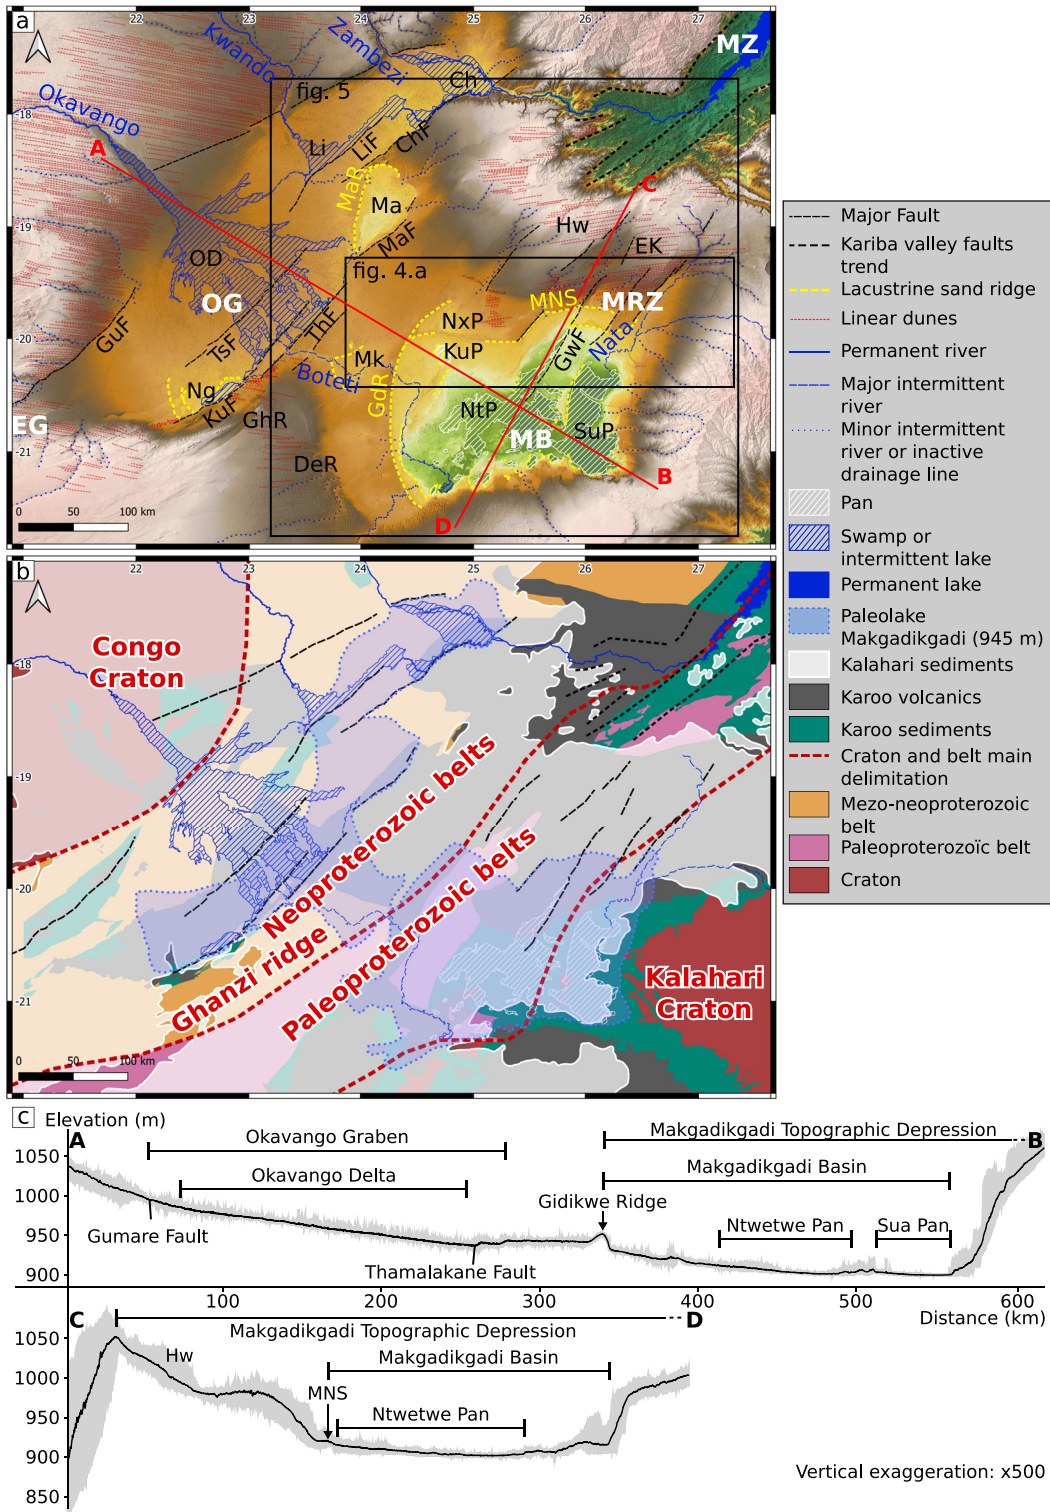 a
22
23
24
25
26
27
Kwando
Zambezi
MZ
Ch
fig. 5
Okavango
-18
A
Li
LiF
ChF
C
MaR
Ma
-19
Hw
EK
OD
MaF
fig. 4.a
OG
MNS
MRZ
NxP
GuF
TsF
ThF
-20
KuP
GwF
Nata
Mk
Boteti
Ng
KuF
GdR
NtP
GhR
EG
MB
SuP
-21
DeR
B
D
0
50
100 km
Major Fault
Kariba valley faults
trend
Lacustrine sand ridge
Linear dunes
Permanent river
Major intermittent
river
Minor intermittent
river or inactive
drainage line
Pan
Swamp or
intermittent lake
Permanent lake
Paleolake
Makgadikgadi (945 m)
Kalahari sediments
Karoo volcanics
Karoo sediments
Craton and belt main
delimitation
Mezo-neoproterozoic
belt
Paleoproterozoïc belt
Craton
b
22
23
24
25
26
27
Congo
Craton
-18
-19
Neoproterozoic belts
-20
Ghanzi ridge
Paleoproterozoic belts
Kalahari
Craton
-21
0
50
100 km
c
Elevation (m)
A
Okavango Graben
Makgadikgadi Topographic Depression
B
1050
Okavango Delta
Makgadikgadi Basin
1000
Gidikwe Ridge
Ntwetwe Pan
Sua Pan
950
Gumare Fault
Thamalakane Fault
900
100
200
300
400
500
600
Distance (km)
C
Makgadikgadi Topographic Depression
D
1050
Hw
Makgadikgadi Basin
1000
MNS
Ntwetwe Pan
950
900
850
Vertical exaggeration: x500